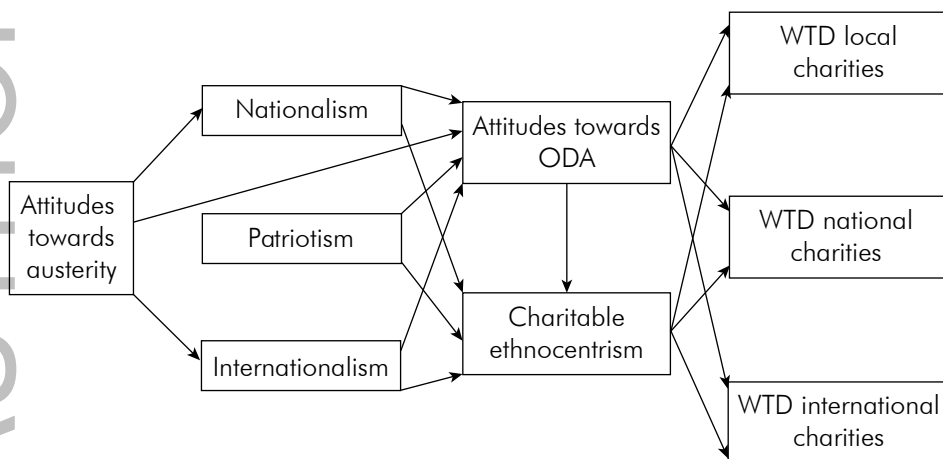 Attitudes
towards
austerity
Nationalism
Patriotism
Internationalism
Attitudes towards
ODA
Charitable
ethnocentrism
WTD local
charities
WTD national
charities
WTD international
charities